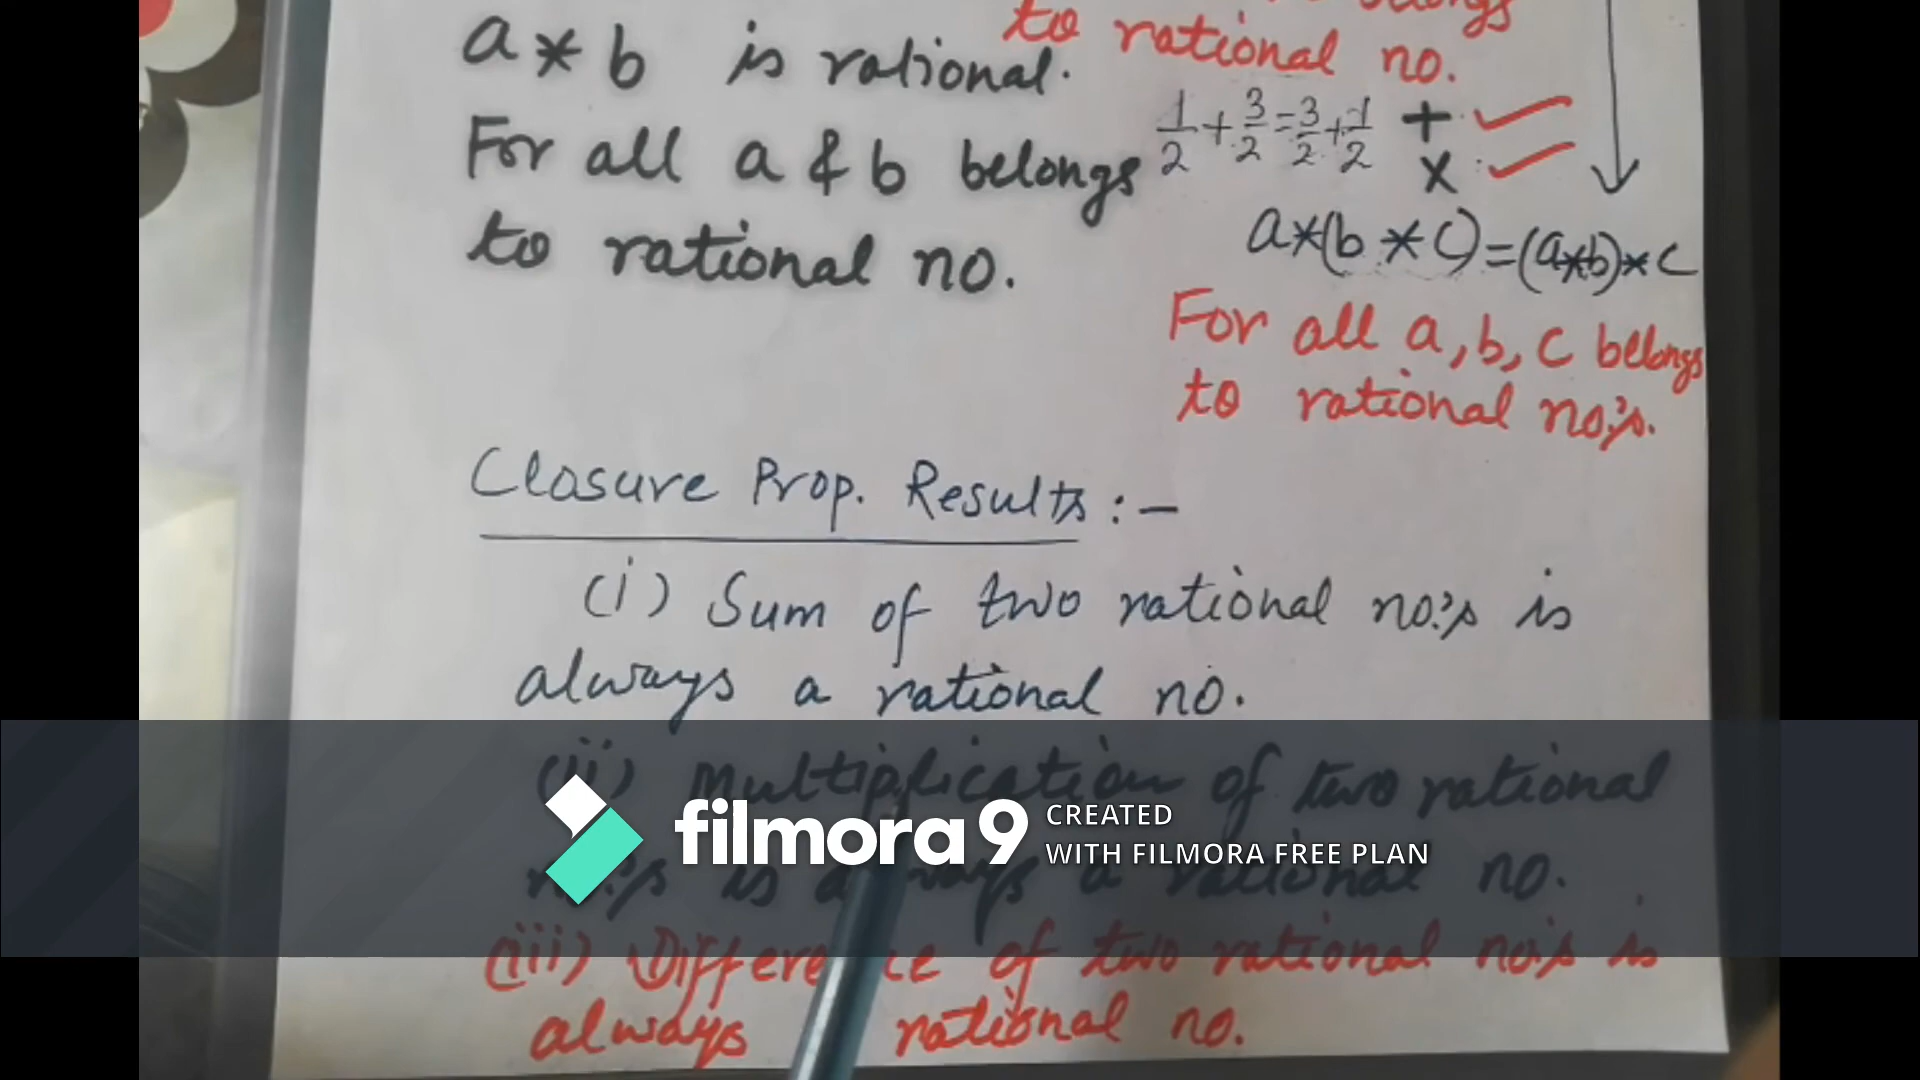 a * b is rational.
For all a & b belongs
to rational no.
to rational no.
1/2 + 3/2 = 3/2 + 1/2 + ✓
x ✓
a*(b * c) = (a*b)*c
For all a, b, c belongs
to rational no's.
Closure Prop. Results :-
(i) Sum of two rational no's is
always a rational no.
(ii) Multiplication of two rational
no's is always a rational no.
filmora9 CREATED
WITH FILMORA FREE PLAN
(iii) Difference of two rational no's is
always rational no.